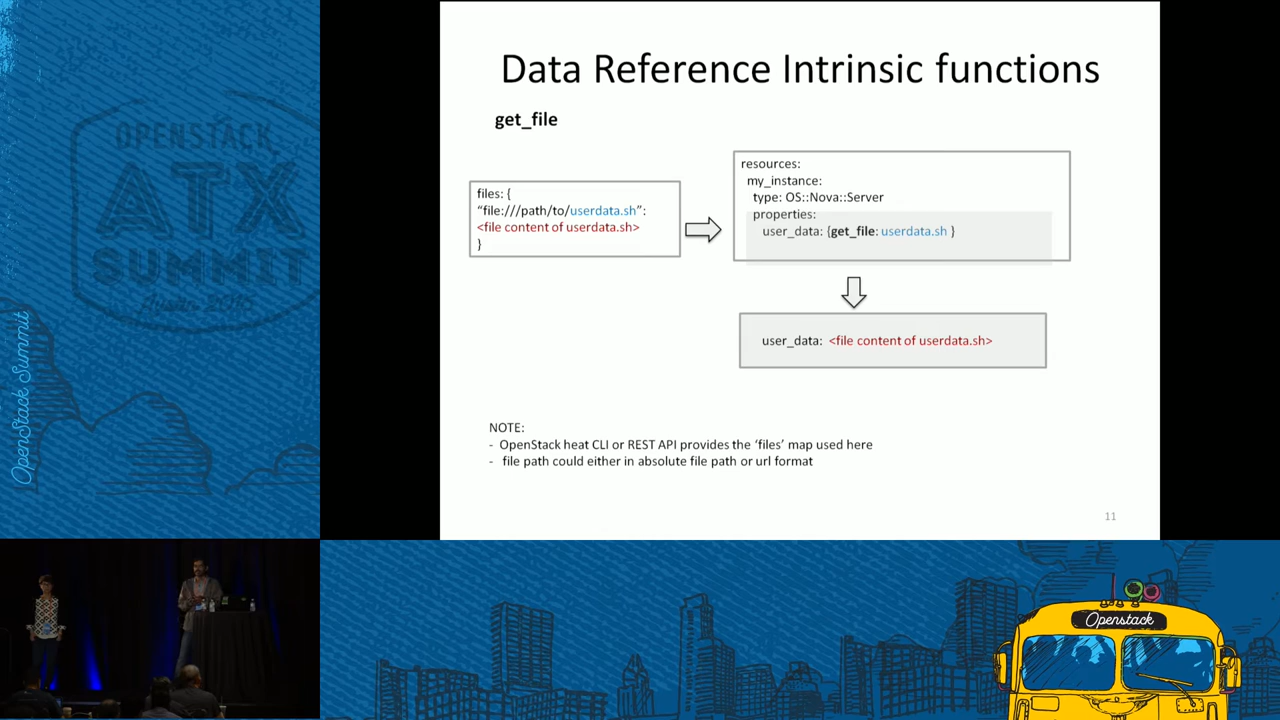 Data Reference Intrinsic functions
get_file
files: {
“file:///path/to/userdata.sh”:
<file content of userdata.sh>
}
resources:
my_instance:
type: OS::Nova::Server
properties:
user_data: {get_file: userdata.sh }
user_data: <file content of userdata.sh>
NOTE:
- OpenStack heat CLI or REST API provides the ‘files’ map used here
- file path could either in absolute file path or url format
11
OPENSTACK
ATX
SUMMIT
OpenStack Summit
Openstack